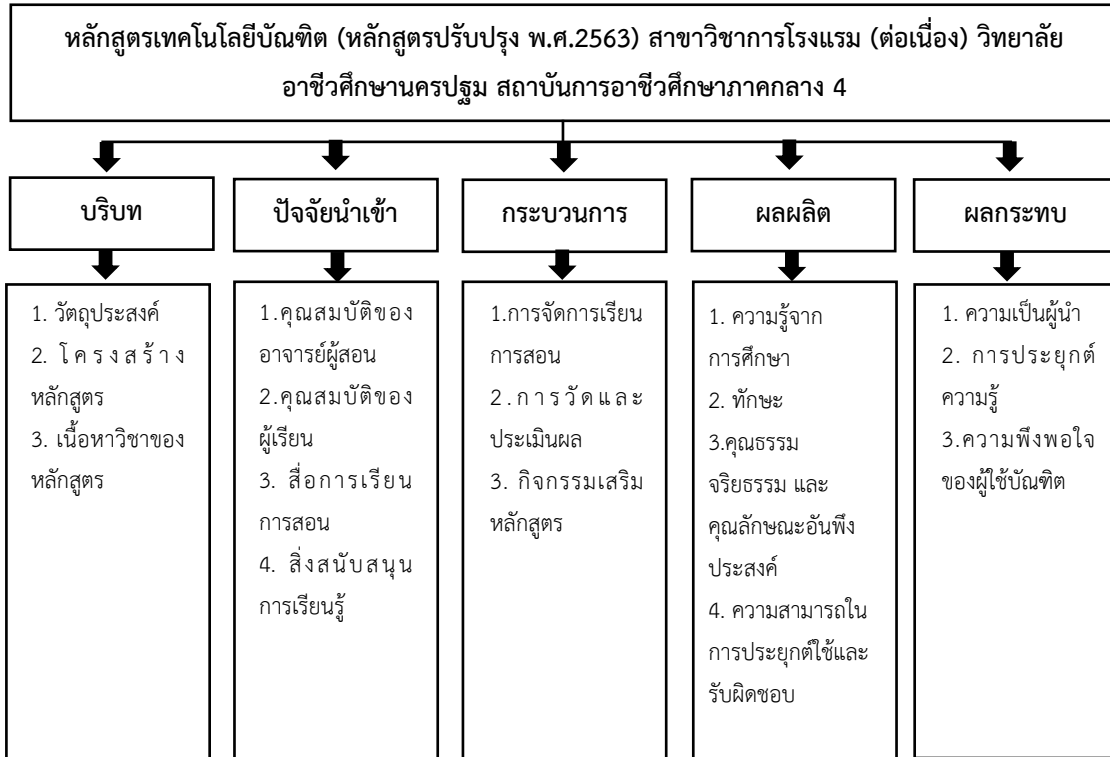 หลักสูตรเทคโนโลยีบัณฑิต (หลักสูตรปรับปรุง พ.ศ.2563) สาขาวิชาการโรงแรม (ต่อเนื่อง) วิทยาลัย
อาชีวศึกษานครปฐม สถาบันการอาชีวศึกษาภาคกลาง 4
บริบท
ปัจจัยนำเข้า
กระบวนการ
ผลผลิต
ผลกระทบ
1. วัตถุประสงค์
2. โครงสร้าง
หลักสูตร
3. เนื้อหาวิชาของ
หลักสูตร
1.คุณสมบัติของ
อาจารย์ผู้สอน
2.คุณสมบัติของ
ผู้เรียน
3. สื่อการเรียน
การสอน
4. สิ่งสนับสนุน
การเรียนรู้
1.การจัดการเรียน
การสอน
2.การวัดและ
ประเมินผล
3. กิจกรรมเสริม
หลักสูตร
1. ความรู้จาก
การศึกษา
2. ทักษะ
3.คุณธรรม
จริยธรรม และ
คุณลักษณะอันพึง
ประสงค์
4. ความสามารถใน
การประยุกต์ใช้และ
รับผิดชอบ
1. ความเป็นผู้นำ
2. การประยุกต์
ความรู้
3.ความพึงพอใจ
ของผู้ใช้บัณฑิต